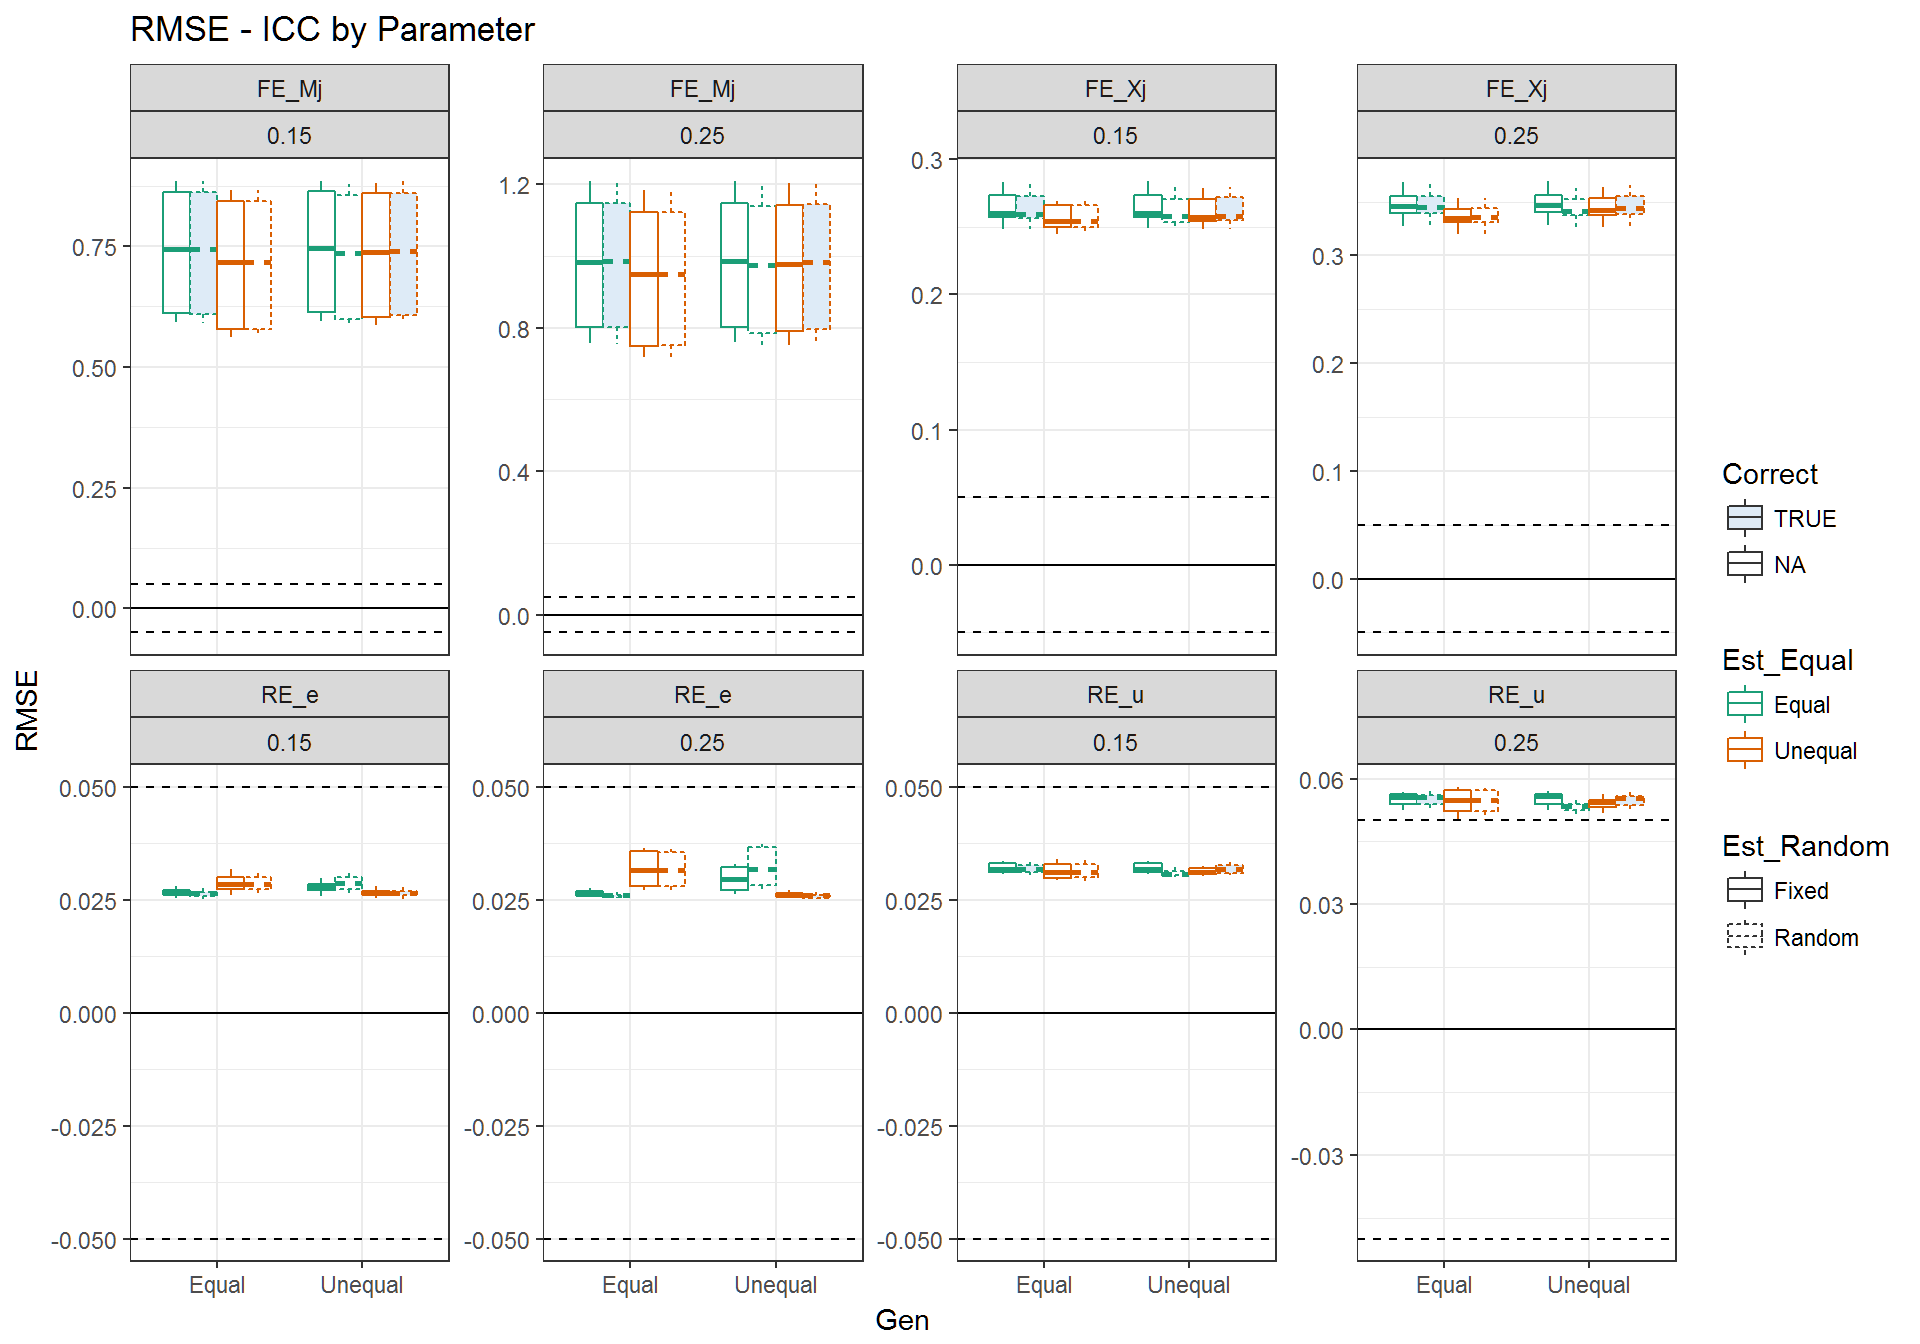 RMSE - ICC by Parameter
FE_Mj
0.15
FE_Mj
0.25
FE_Xj
0.15
FE_Xj
0.25
0.75
0.50
0.25
0.00
1.2
0.8
0.4
0.0
0.3
0.2
0.1
0.0
0.3
0.2
0.1
0.0
RMSE
RE_e
0.15
RE_e
0.25
RE_u
0.15
RE_u
0.25
0.050
0.025
0.000
-0.025
-0.050
0.050
0.025
0.000
-0.025
-0.050
0.050
0.025
0.000
-0.025
-0.050
0.06
0.03
0.00
-0.03
Equal Unequal
Equal Unequal
Equal Unequal
Equal Unequal
Gen
Correct
TRUE
NA
Est_Equal
Equal
Unequal
Est_Random
Fixed
Random